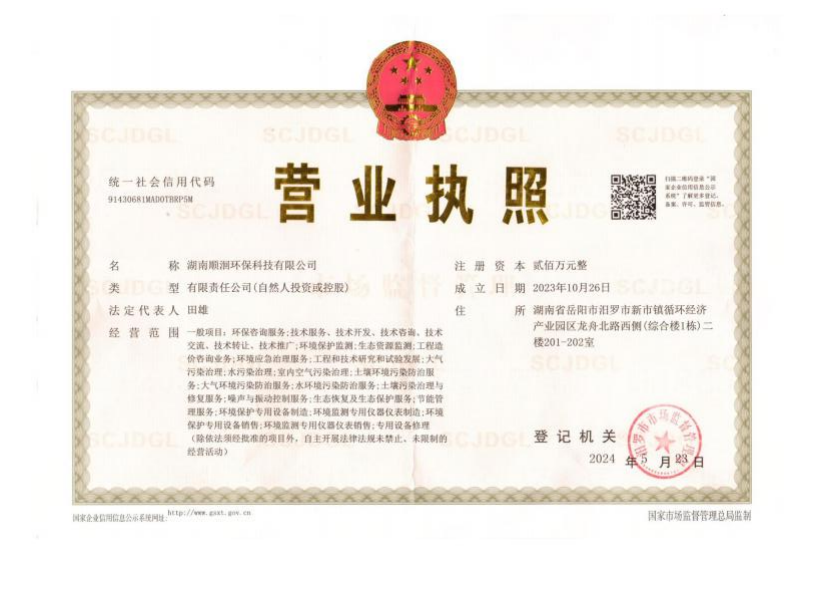 营业执照
统一社会信用代码
91430681MAD0TBRP5M
扫描二维码登录“国
家企业信用信息公示
系统”了解更多登记、
备案、许可、监管信息。
名 称 湖南顺洄环保科技有限公司
类 型 有限责任公司(自然人投资或控股)
法定代表人 田雄
经营范围 一般项目：环保咨询服务;技术服务、技术开发、技术咨询、技术
交流、技术转让、技术推广;环境保护监测;生态资源监测;工程造
价咨询业务;环境应急治理服务;工程和技术研究和试验发展;大气
污染治理;水污染治理;室内空气污染治理;土壤环境污染防治服
务;大气环境污染防治服务;水环境污染防治服务;土壤污染治理与
修复服务;噪声与振动控制服务;生态恢复及生态保护服务;节能管
理服务;环境保护专用设备制造;环境监测专用仪器仪表制造;环境
保护专用设备销售;环境监测专用仪器仪表销售;专用设备修理
（除依法须经批准的项目外，自主开展法律法规未禁止、未限制的
经营活动）
注册资本 贰佰万元整
成立日期 2023年10月26日
住 所 湖南省岳阳市汨罗市新市镇循环经济
产业园区龙舟北路西侧(综合楼1栋)二
楼201-202室
登记机关
2024 年 5 月 23 日
国家企业信用信息公示系统网址: http://www.gsxt.gov.cn
国家市场监督管理总局监制